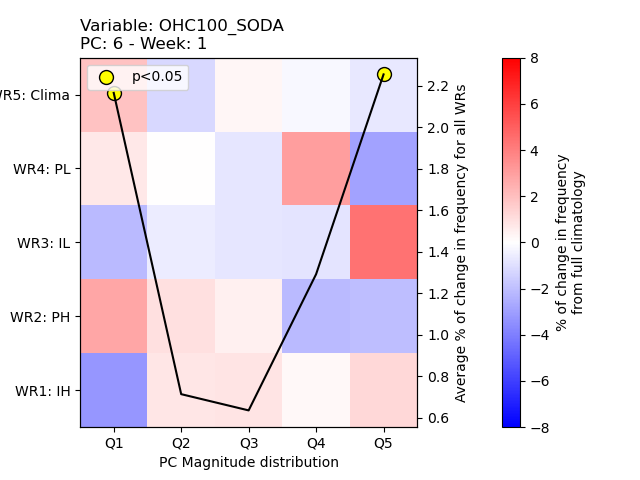 Variable: OHC100_SODA
PC: 6 - Week: 1
p<0.05
WR5: Clima
WR4: PL
WR3: IL
WR2: PH
WR1: IH
Q1
Q2
Q3
Q4
Q5
PC Magnitude distribution
2.2
2.0
1.8
1.6
1.4
1.2
1.0
0.8
0.6
Average % of change in frequency for all WRs
8
6
4
2
0
−2
−4
−6
−8
% of change in frequency
from full climatology